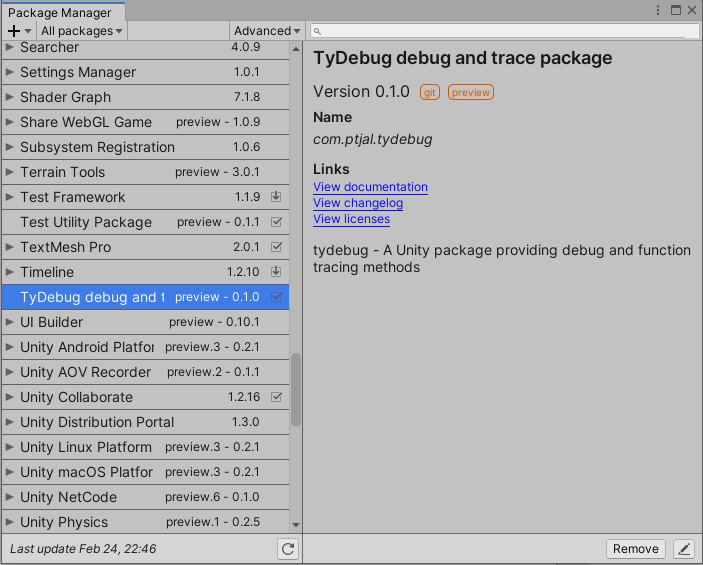 Package Manager
All packages
Advanced
Searcher 4.0.9
Settings Manager 1.0.1
Shader Graph 7.1.8
Share WebGL Game preview - 1.0.9
Subsystem Registration 1.0.6
Terrain Tools preview - 3.0.1
Test Framework 1.1.9
Test Utility Package preview - 0.1.1
TextMesh Pro 2.0.1
Timeline 1.2.10
TyDebug debug and t preview - 0.1.0
UI Builder preview - 0.10.1
Unity Android Platfor preview.3 - 0.2.1
Unity AOV Recorder preview.2 - 0.1.1
Unity Collaborate 1.2.16
Unity Distribution Portal 1.3.0
Unity Linux Platform preview.3 - 0.2.1
Unity macOS Platfor preview.3 - 0.2.1
Unity NetCode preview.6 - 0.1.0
Unity Physics preview.1 - 0.2.5
Last update Feb 24, 22:46
TyDebug debug and trace package
Version 0.1.0 git preview
Name
com.ptjal.tydebug
Links
View documentation
View changelog
View licenses
tydebug - A Unity package providing debug and function
tracing methods
Remove